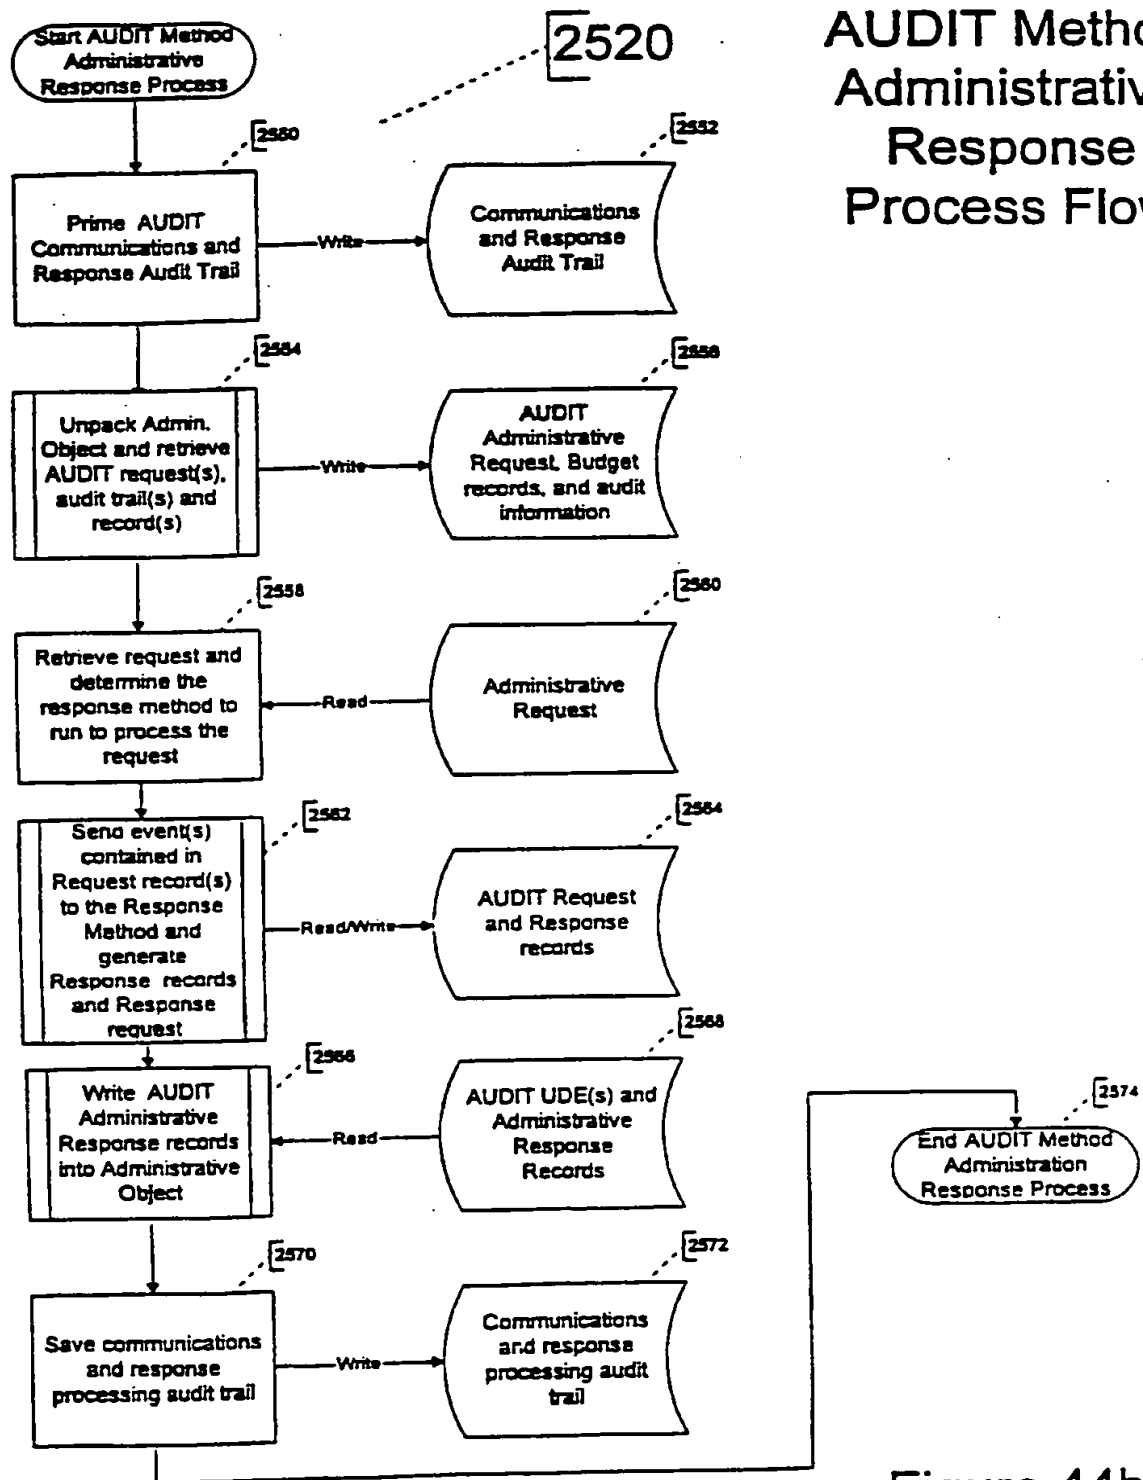 Start AUDIT Method
Administrative
Response Process
2520
AUDIT Metho
Administrativ
Response
Process Flov
2550
2552
Prime AUDIT
Communications and
Response Audit Trail
Write
Communications
and Response
Audit Trail
2554
2556
Unpack Admin.
Object and retrieve
AUDIT request(s),
audit trail(s) and
record(s)
Write
AUDIT
Administrative
Request, Budget
records, and audit
information
2558
2560
Retrieve request and
determine the
response method to
run to process the
request
Read
Administrative
Request
2562
2564
Send event(s)
contained in
Request record(s)
to the Response
Method and
generate
Response records
and Response
request
Read/Write
AUDIT Request
and Response
records
2566
2568
Write AUDIT
Administrative
Response records
into Administrative
Object
Read
AUDIT UDE(s) and
Administrative
Response
Records
2574
End AUDIT Method
Administration
Response Process
2570
2572
Save communications
and response
processing audit trail
Write
Communications
and response
processing audit
trail
Figure 44b